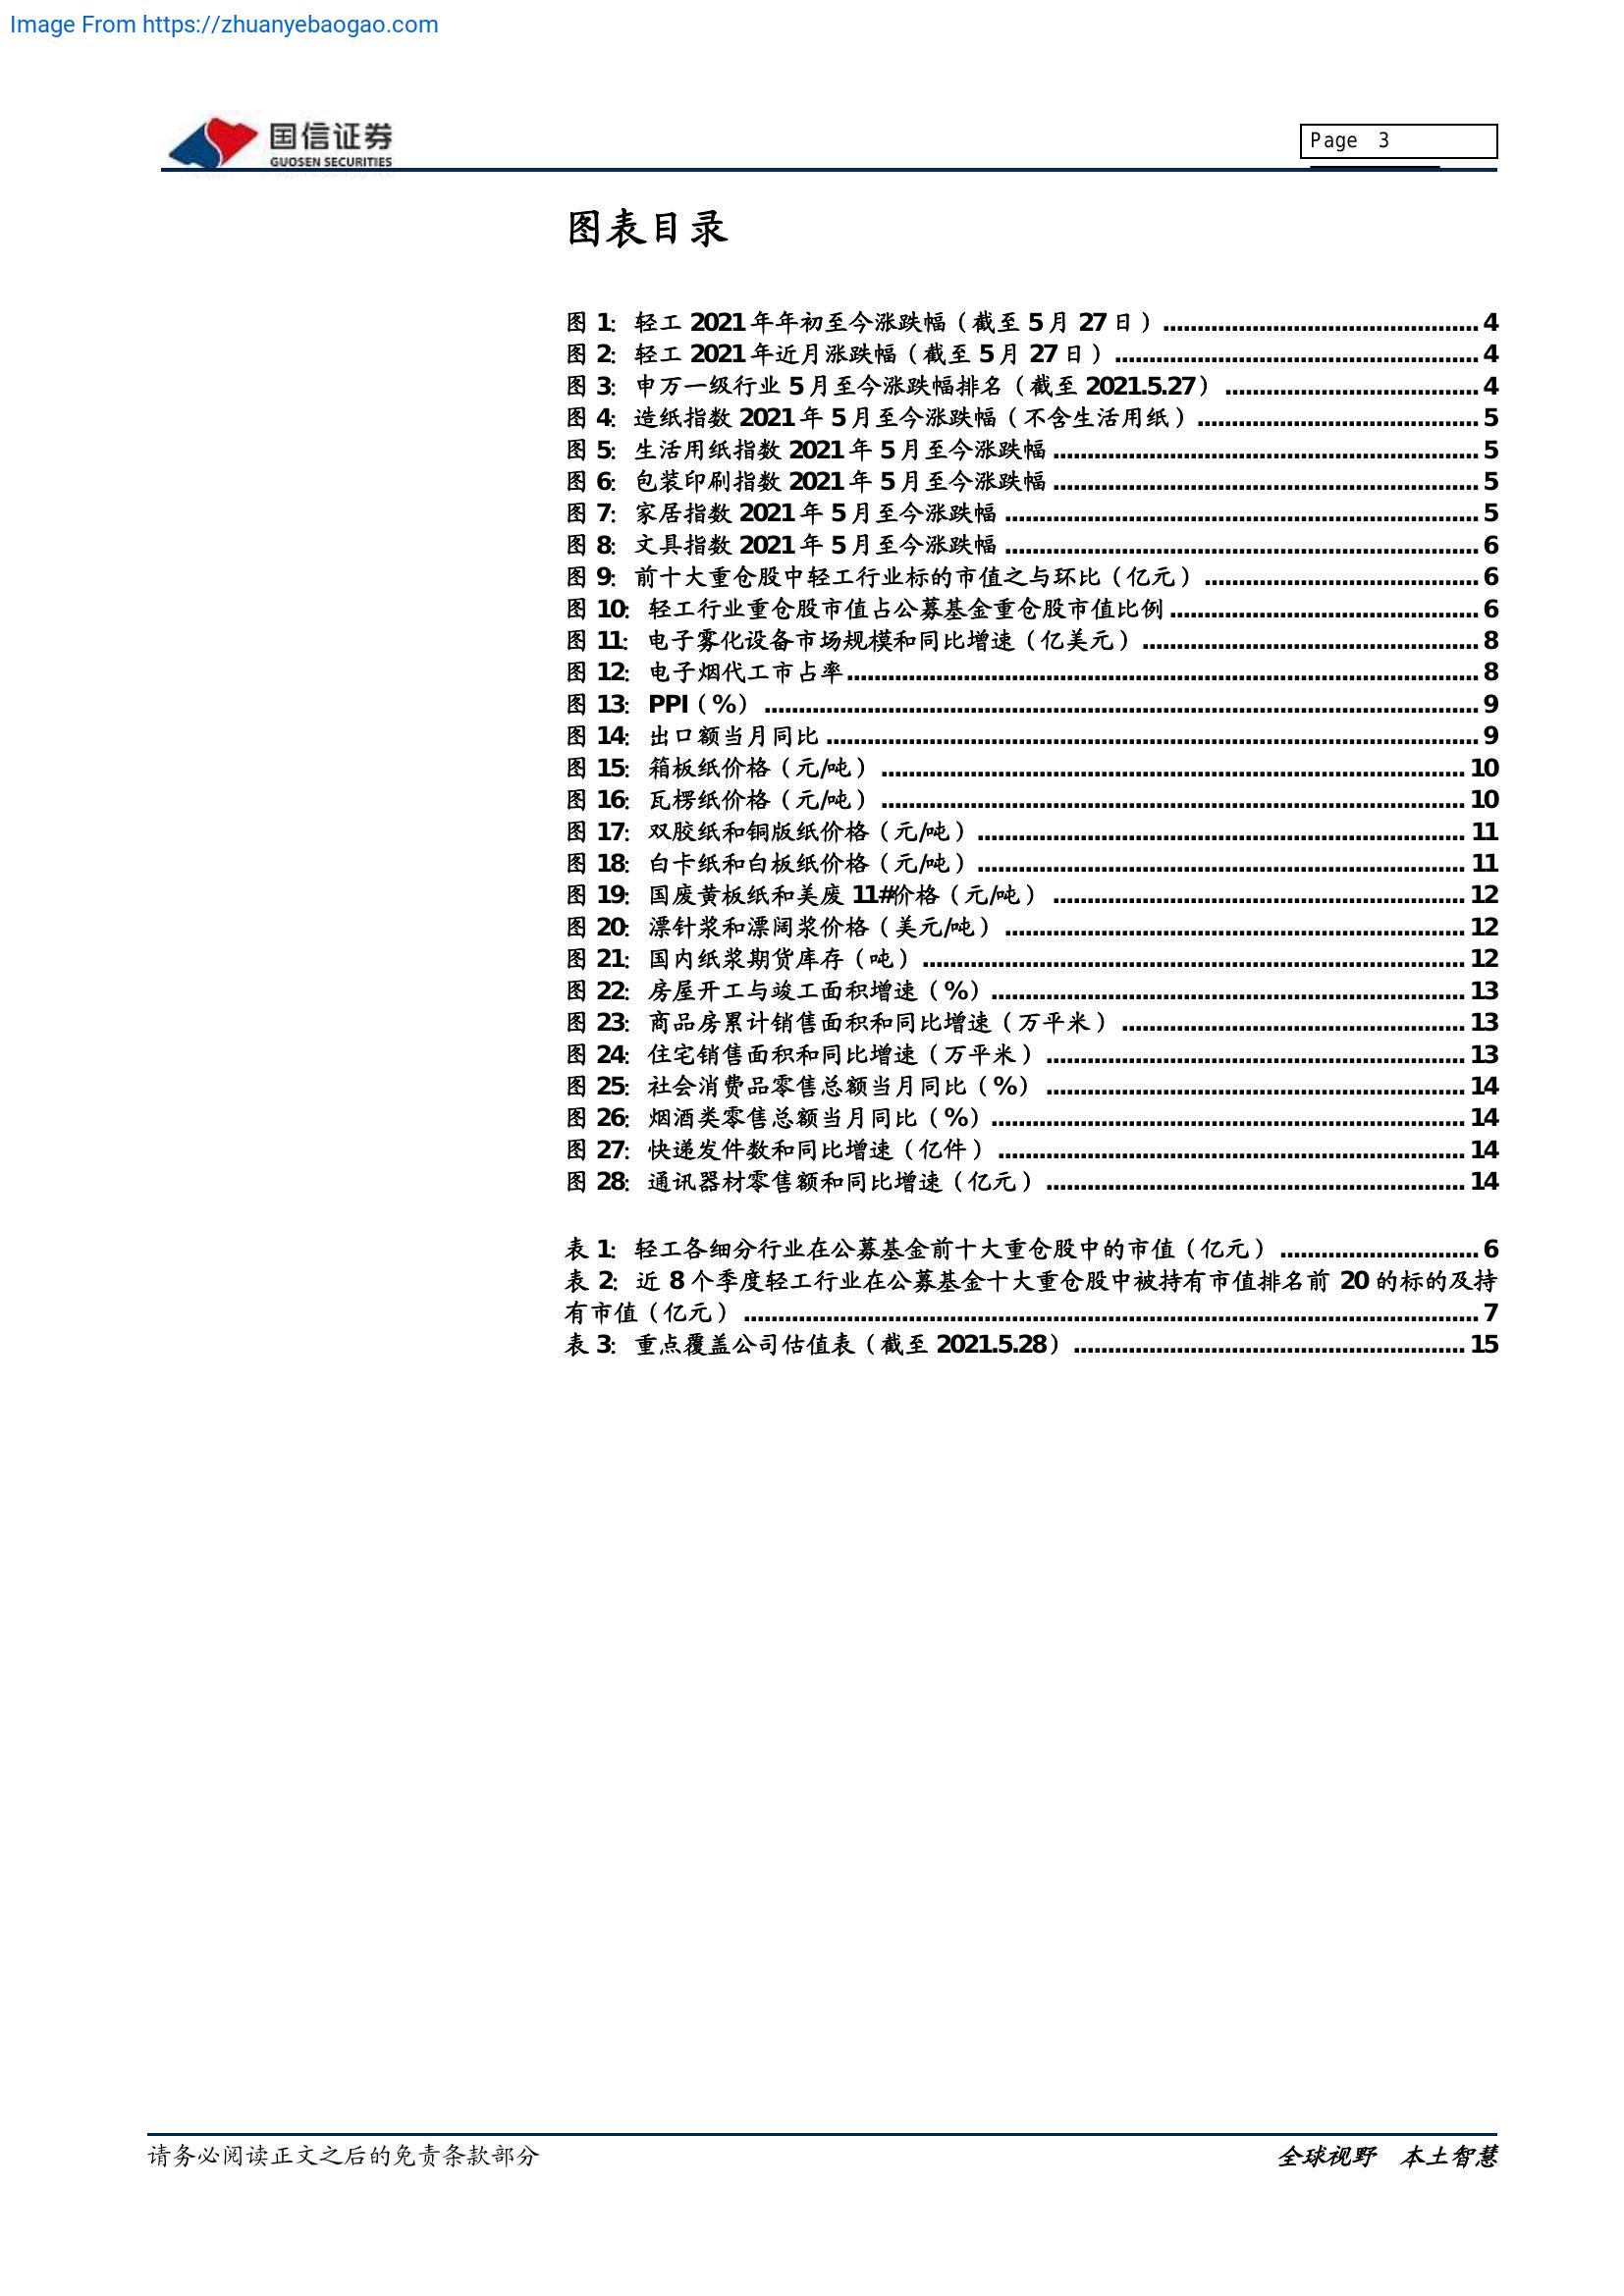 Image From https://zhuanyebaogao.com
国信证券
GUOSEN SECURITIES
Page 3
图表目录
图 1: 轻工 2021 年年初至今涨跌幅（截至 5 月 27 日）................................................4
图 2: 轻工 2021 年近月涨跌幅（截至 5 月 27 日）................................................4
图 3: 申万一级行业 5 月至今涨跌幅排名（截至 2021.5.27）................................................4
图 4: 造纸指数 2021 年 5 月至今涨跌幅（不含生活用纸）................................................5
图 5: 生活用纸指数 2021 年 5 月至今涨跌幅................................................5
图 6: 包装印刷指数 2021 年 5 月至今涨跌幅................................................5
图 7: 家居指数 2021 年 5 月至今涨跌幅................................................5
图 8: 文具指数 2021 年 5 月至今涨跌幅................................................6
图 9: 前十大重仓股中轻工行业标的市值之与环比（亿元）................................................6
图 10: 轻工行业重仓股市值占公募基金重仓股市值比例................................................6
图 11: 电子雾化设备市场规模和同比增速（亿美元）................................................8
图 12: 电子烟代工市占率................................................8
图 13: PPI（%）................................................9
图 14: 出口额当月同比................................................9
图 15: 箱板纸价格（元/吨）................................................10
图 16: 瓦楞纸价格（元/吨）................................................10
图 17: 双胶纸和铜版纸价格（元/吨）................................................11
图 18: 白卡纸和白板纸价格（元/吨）................................................11
图 19: 国废黄板纸和美废 11#价格（元/吨）................................................12
图 20: 漂针浆和漂阔浆价格（美元/吨）................................................12
图 21: 国内纸浆期货库存（吨）................................................12
图 22: 房屋开工与竣工面积增速（%）................................................13
图 23: 商品房累计销售面积和同比增速（万平米）................................................13
图 24: 住宅销售面积和同比增速（万平米）................................................13
图 25: 社会消费品零售总额当月同比（%）................................................14
图 26: 烟酒类零售总额当月同比（%）................................................14
图 27: 快递发件数和同比增速（亿件）................................................14
图 28: 通讯器材零售额和同比增速（亿元）................................................14
表 1: 轻工各细分行业在公募基金前十大重仓股中的市值（亿元）................................................6
表 2: 近 8 个季度轻工行业在公募基金十大重仓股中被持有市值排名前 20 的标的及持
有市值（亿元）................................................7
表 3: 重点覆盖公司估值表（截至 2021.5.28）................................................15
请务必阅读正文之后的免责条款部分
全球视野 本土智慧